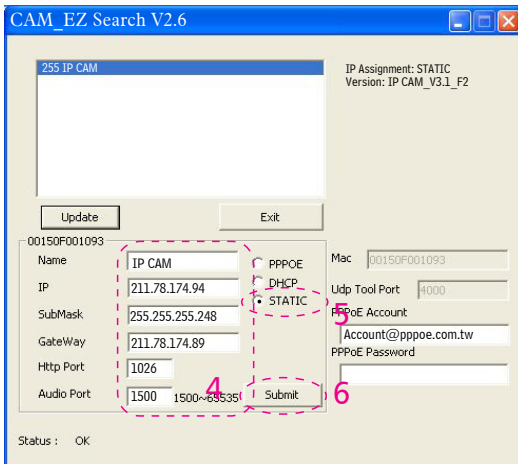 CAM_EZ Search V2.6
255 IP CAM
IP Assignment: STATIC
Version: IP CAM_V3.1_F2
Update
Exit
00150F001093
Name
IP CAM
PPPOE
Mac
00150F001093
IP
211.78.174.94
DHCP
Udp Tool Port
4000
STATIC
5
SubMask
255.255.255.248
PPPoE Account
Account@pppoe.com.tw
GateWay
211.78.174.89
PPPoE Password
Http Port
1026
Audio Port
1500
1500~65535
4
Submit
6
Status : OK